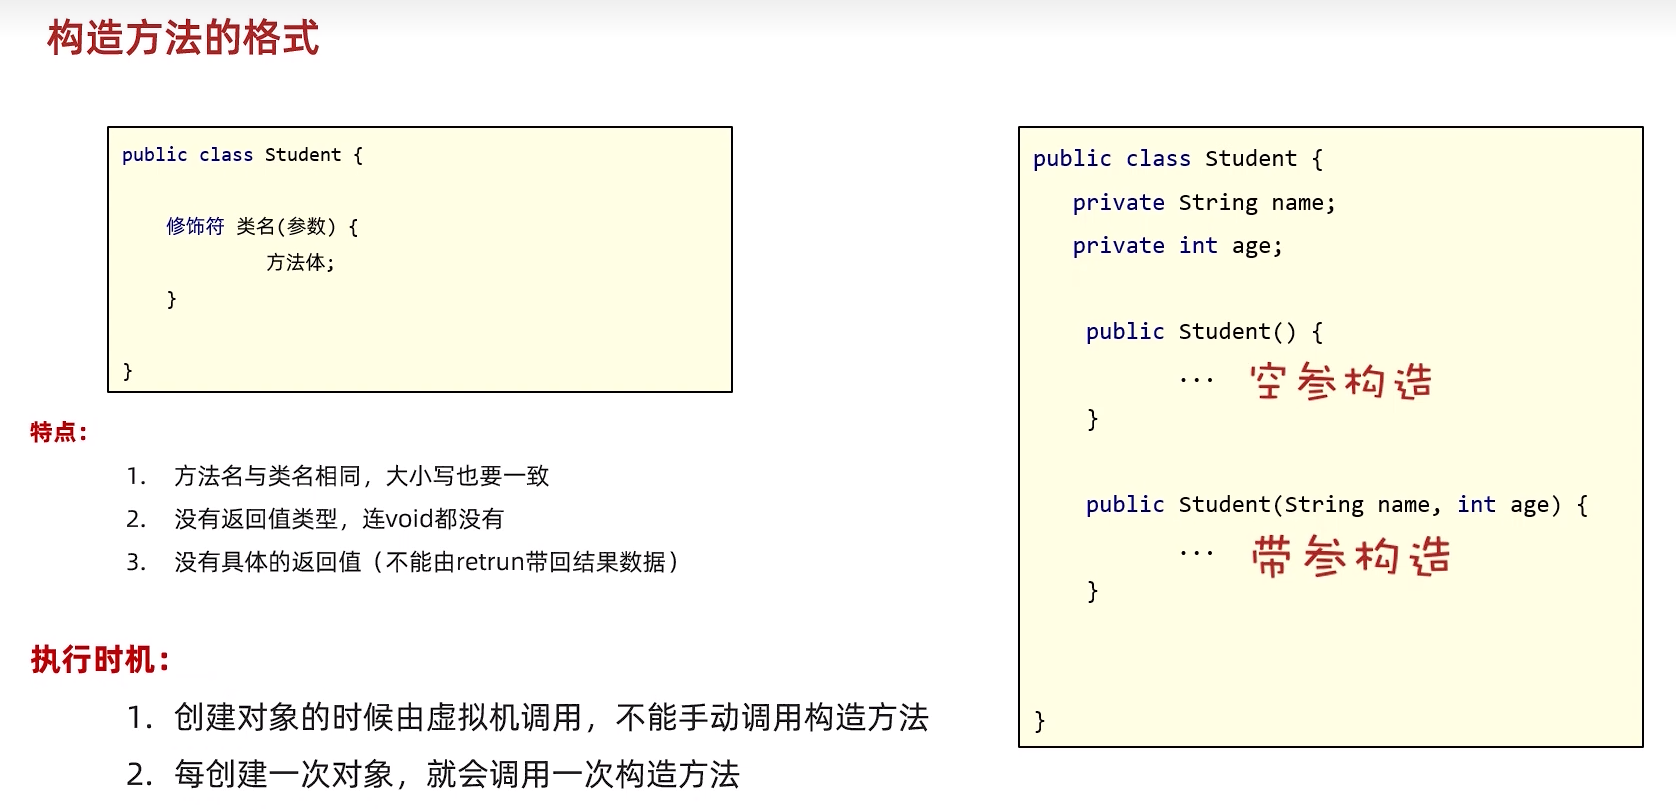 构造方法的格式
public class Student {
修饰符 类名(参数) {
方法体;
}
}
特点：
1. 方法名与类名相同，大小写也要一致
2. 没有返回值类型，连void都没有
3. 没有具体的返回值（不能由retrun带回结果数据）
执行时机：
1. 创建对象的时候由虚拟机调用，不能手动调用构造方法
2. 每创建一次对象，就会调用一次构造方法
public class Student {
private String name;
private int age;
public Student() {
... 空参构造
}
public Student(String name, int age) {
... 带参构造
}
}